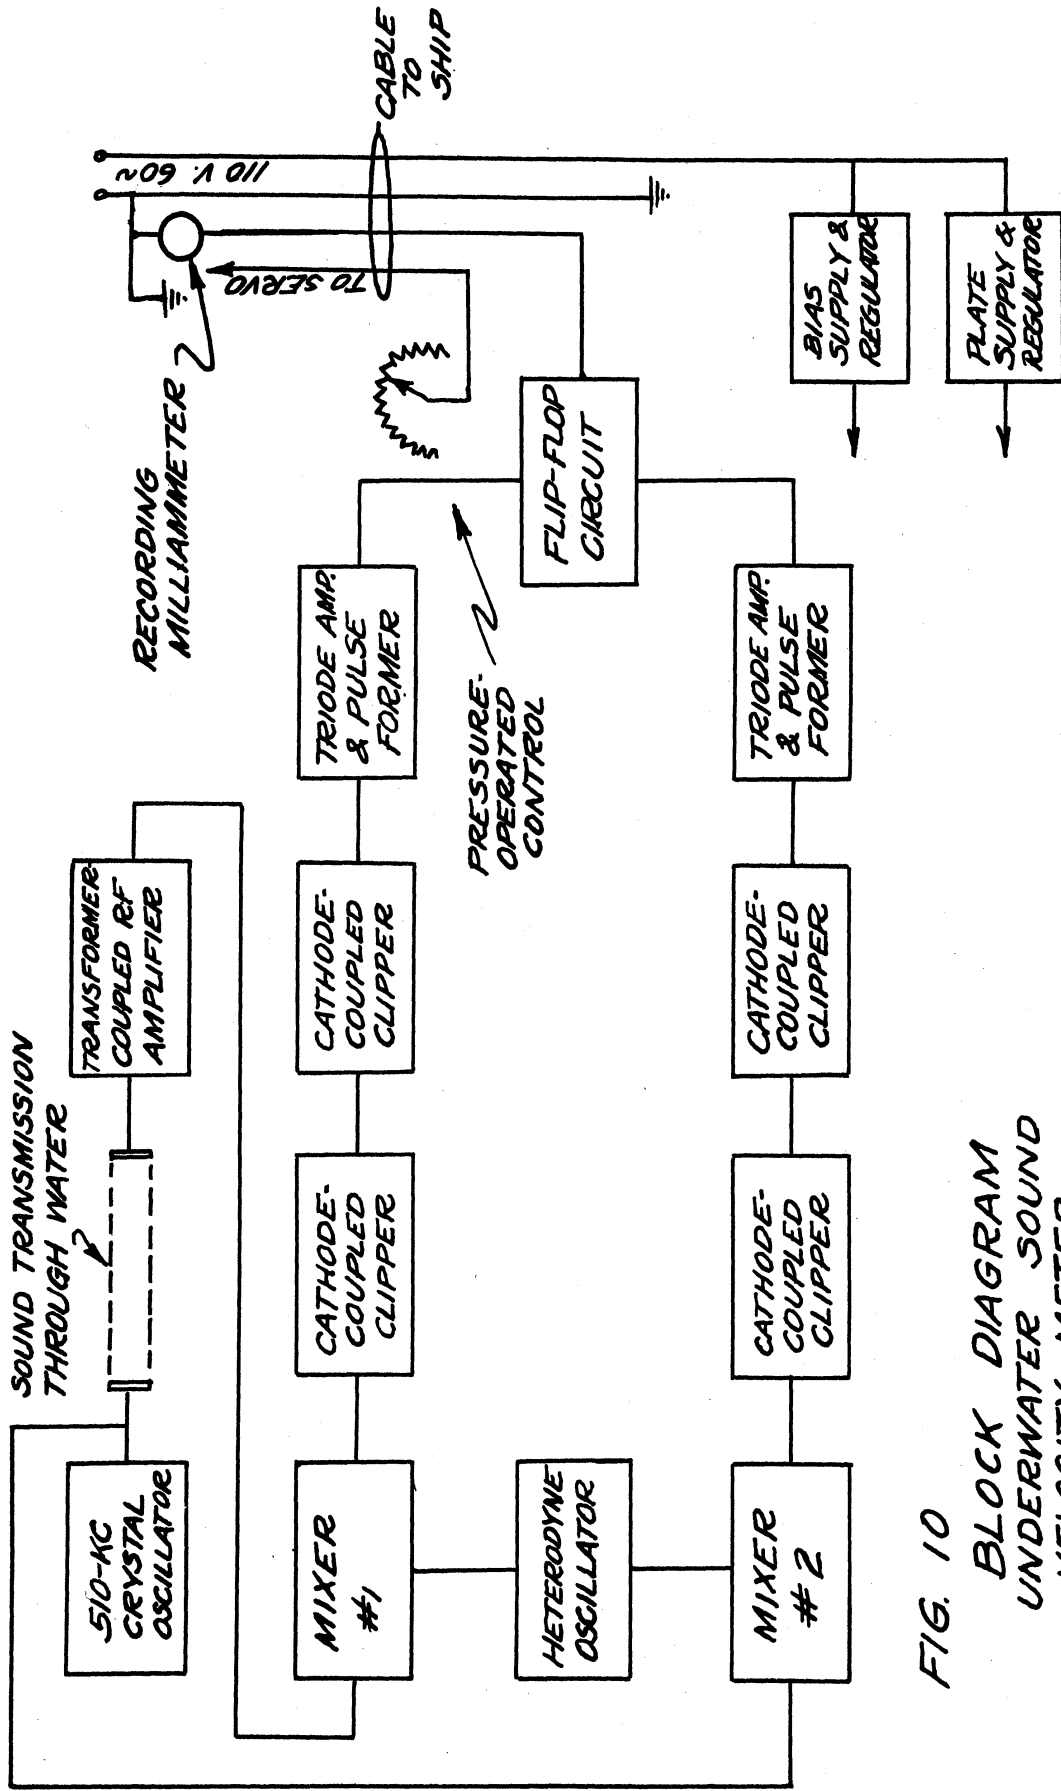 SOUND TRANSMISSION
THROUGH WATER
510-KC
CRYSTAL
OSCILLATOR
TRANSFORMER-
COUPLED RF
AMPLIFIER
RECORDING
MILLIAMMETER
110 V. 60~
TO SERVO
CABLE
TO
SHIP
MIXER
#1
CATHODE-
COUPLED
CLIPPER
CATHODE-
COUPLED
CLIPPER
TRIODE AMP.
& PULSE
FORMER
PRESSURE-
OPERATED
CONTROL
HETERODYNE
OSCILLATOR
FLIP-FLOP
CIRCUIT
MIXER
#2
CATHODE-
COUPLED
CLIPPER
CATHODE-
COUPLED
CLIPPER
TRIODE AMP.
& PULSE
FORMER
BIAS
SUPPLY &
REGULATOR
PLATE
SUPPLY &
REGULATOR
FIG. 10
BLOCK DIAGRAM
UNDERWATER SOUND
VELOCITY METER